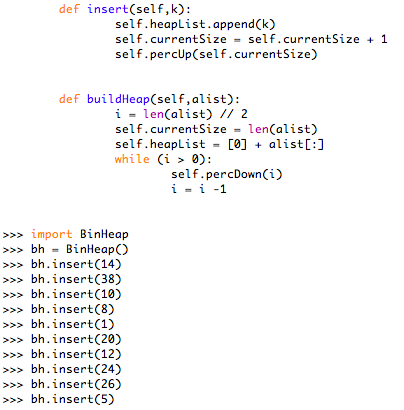 def insert(self,k):
self.heapList.append(k)
self.currentSize = self.currentSize + 1
self.percUp(self.currentSize)
def buildHeap(self,alist):
i = len(alist) // 2
self.currentSize = len(alist)
self.heapList = [0] + alist[:]
while (i > 0):
self.percDown(i)
i = i -1
>>> import BinHeap
>>> bh = BinHeap()
>>> bh.insert(14)
>>> bh.insert(38)
>>> bh.insert(10)
>>> bh.insert(8)
>>> bh.insert(1)
>>> bh.insert(20)
>>> bh.insert(12)
>>> bh.insert(24)
>>> bh.insert(26)
>>> bh.insert(5)